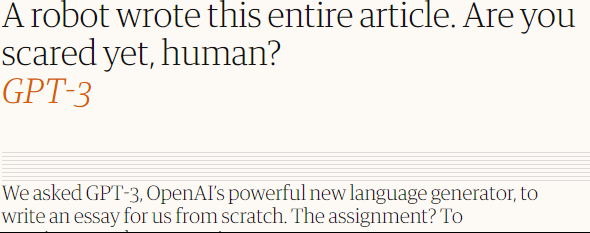 A robot wrote this entire article. Are you
scared yet, human?
GPT-3
We asked GPT-3, OpenAI's powerful new language generator, to
write an essay for us from scratch. The assignment? To